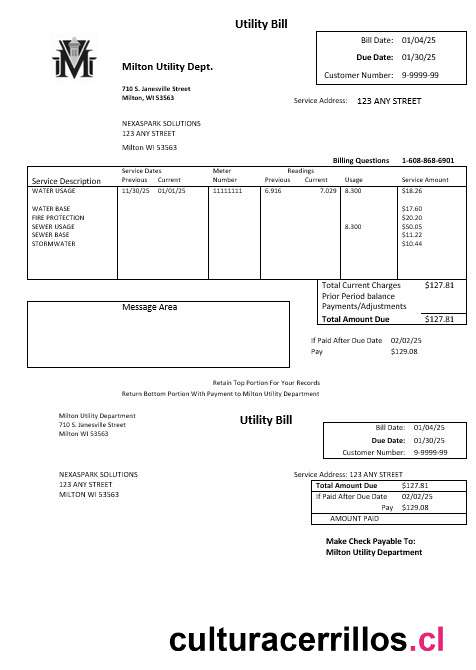 Utility Bill
Bill Date: 01/04/25
Due Date: 01/30/25
Customer Number: 9-9999-99
M
Milton Utility Dept.
710 S. Janesville Street
Milton, WI 53563
Service Address: 123 ANY STREET
NEXASPARK SOLUTIONS
123 ANY STREET
Milton WI 53563
Billing Questions 1-608-868-6901
Service Dates Meter Readings
Service Description Previous Current Number Previous Current Usage Service Amount
WATER USAGE 11/30/25 01/01/25 11111111 6.916 7.029 8.300 $18.26
WATER BASE $17.60
FIRE PROTECTION $20.20
SEWER USAGE 8.300 $50.05
SEWER BASE $11.22
STORMWATER $10.44
Total Current Charges $127.81
Prior Period balance
Payments/Adjustments
Total Amount Due $127.81
Message Area
If Paid After Due Date 02/02/25
Pay $129.08
Retain Top Portion For Your Records
Return Bottom Portion With Payment to Milton Utility Department
Milton Utility Department
710 S. Janesville Street
Milton WI 53563
Utility Bill
Bill Date: 01/04/25
Due Date: 01/30/25
Customer Number: 9-9999-99
NEXASPARK SOLUTIONS
123 ANY STREET
MILTON WI 53563
Service Address: 123 ANY STREET
Total Amount Due $127.81
If Paid After Due Date 02/02/25
Pay $129.08
AMOUNT PAID
Make Check Payable To:
Milton Utility Department
culturacerrillos.cl